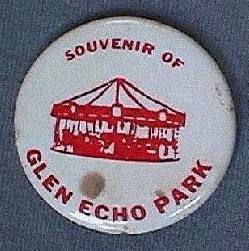 SOUVENIR OF
GLEN ECHO PARK